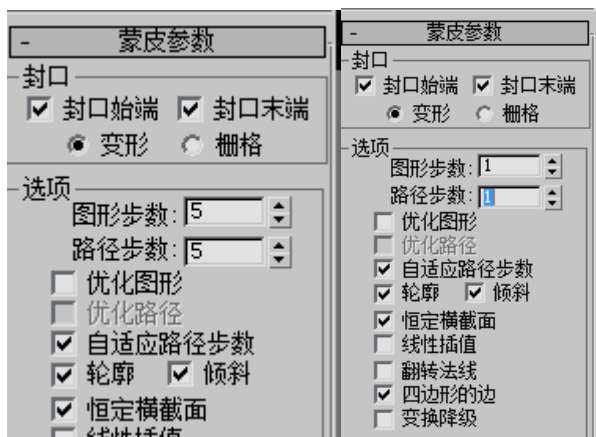 - 蒙皮参数
封口
封口始端 封口末端
变形 栅格
选项
图形步数: 5
路径步数: 5
优化图形
优化路径
自适应路径步数
轮廓 倾斜
恒定横截面
线性插值
- 蒙皮参数
封口
封口始端 封口末端
变形 栅格
选项
图形步数: 1
路径步数: 1
优化图形
优化路径
自适应路径步数
轮廓 倾斜
恒定横截面
线性插值
翻转法线
四边形的边
变换降级